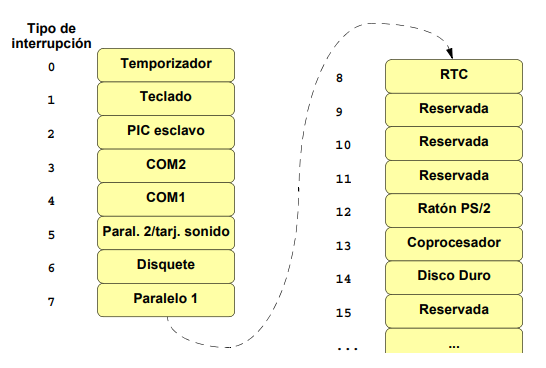 Tipo de
interrupción
0 Temporizador
1 Teclado
2 PIC esclavo
3 COM2
4 COM1
5 Paral. 2/tarj. sonido
6 Disquete
7 Paralelo 1
8 RTC
9 Reservada
10 Reservada
11 Reservada
12 Ratón PS/2
13 Coprocesador
14 Disco Duro
15 Reservada
... ...